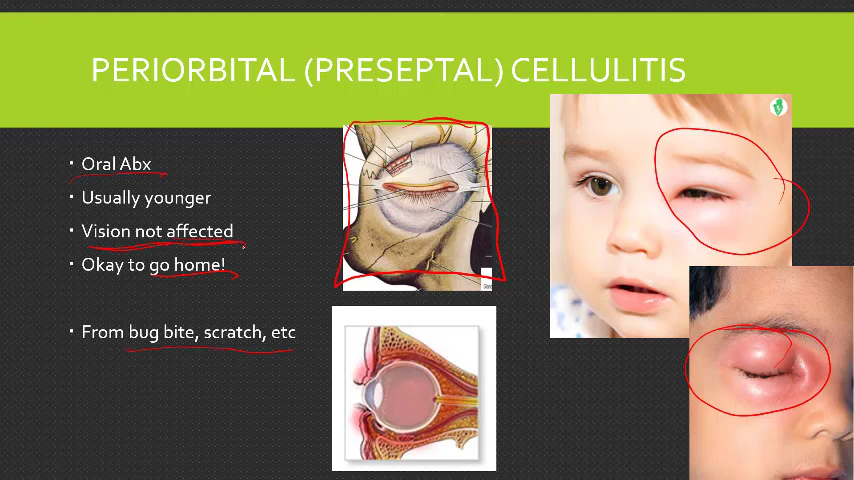 PERIORBITAL (PRESEPTAL) CELLULITIS
Oral Abx
Usually younger
Vision not affected
Okay to go home!
From bug bite, scratch, etc